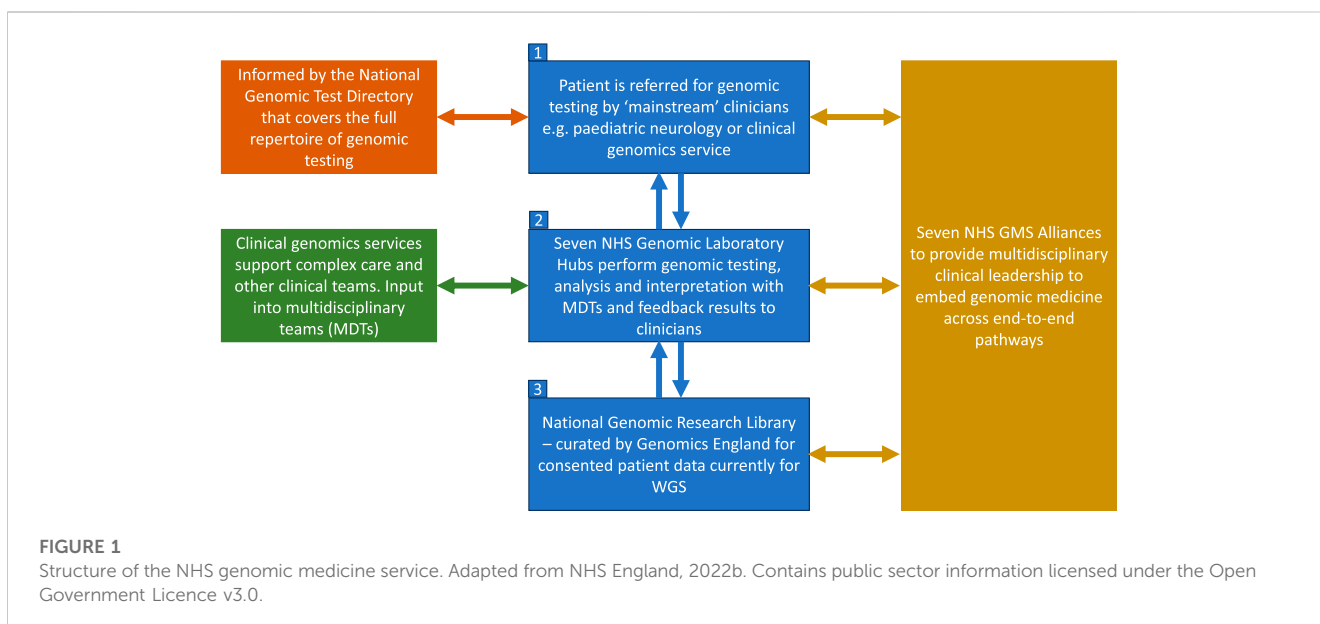 Informed by the National
Genomic Test Directory
that covers the full
repertoire of genomic
testing
1
Patient is referred for genomic
testing by ‘mainstream’ clinicians
e.g. paediatric neurology or clinical
genomics service
Clinical genomics services
support complex care and
other clinical teams. Input
into multidisciplinary
teams (MDTs)
2
Seven NHS Genomic Laboratory
Hubs perform genomic testing,
analysis and interpretation with
MDTs and feedback results to
clinicians
3
National Genomic Research Library
– curated by Genomics England for
consented patient data currently for
WGS
Seven NHS GMS Alliances
to provide multidisciplinary
clinical leadership to
embed genomic medicine
across end-to-end
pathways
FIGURE 1
Structure of the NHS genomic medicine service. Adapted from NHS England, 2022b. Contains public sector information licensed under the Open
Government Licence v3.0.